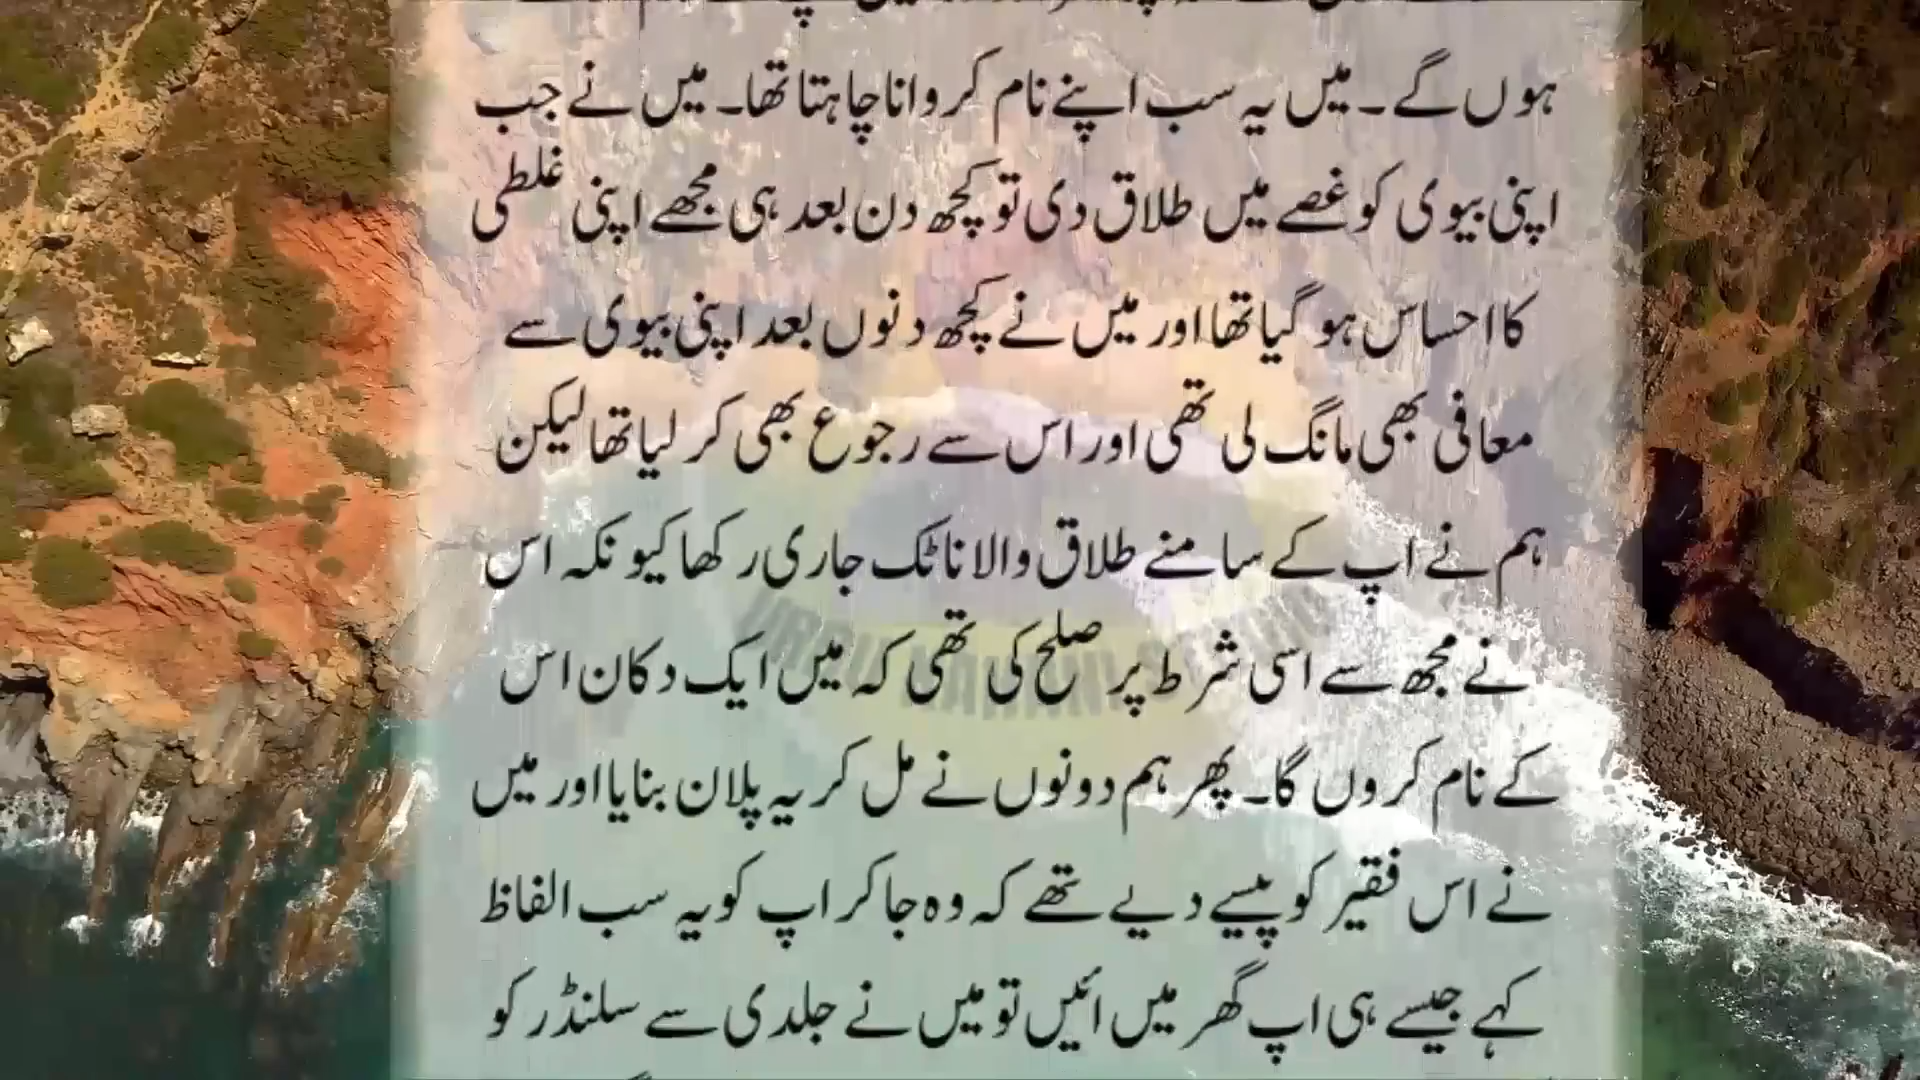 ہوں گے۔ میں یہ سب اپنے نام کروانا چاہتا تھا۔ میں نے جب
اپنی بیوی کو غصے میں طلاق دی تو کچھ دن بعد ہی مجھے اپنی غلطی
کا احساس ہو گیا تھا اور میں نے کچھ دنوں بعد اپنی بیوی سے
معافی بھی مانگ لی تھی اور اس سے رجوع بھی کر لیا تھا لیکن
ہم نے اپ کے سامنے طلاق والا ناٹک جاری رکھا کیونکہ اس
نے مجھ سے اسی شرط پر صلح کی تھی کہ میں ایک دکان اس
کے نام کروں گا۔ پھر ہم دونوں نے مل کر یہ پلان بنایا اور میں
نے اس فقیر کو پیسے دیے تھے کہ وہ جا کر اپ کو یہ سب الفاظ
کہے جیسے ہی اپ گھر میں ائیں تو میں نے جلدی سے سلنڈر کو